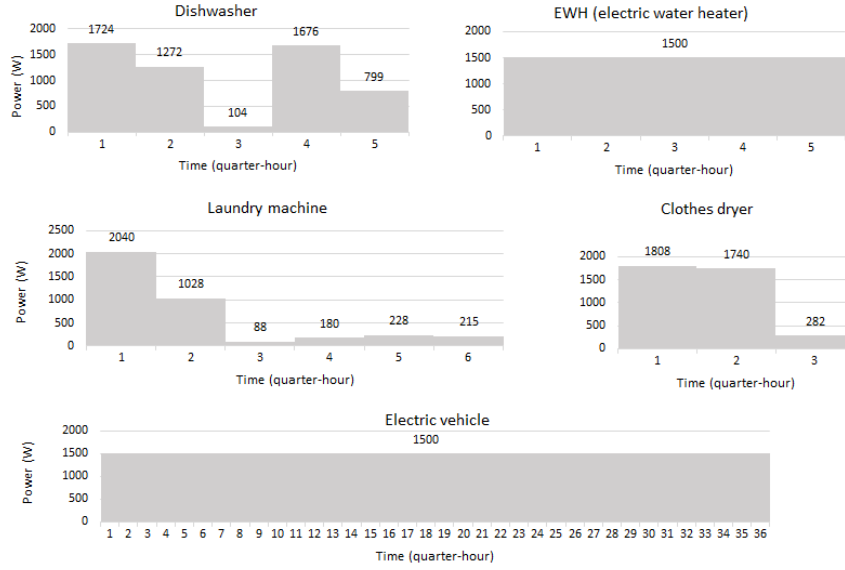 Dishwasher
Power (W)
2000
1500
1000
500
0
1724
1272
104
1676
799
1 2 3 4 5
Time (quarter-hour)
EWH (electric water heater)
2000
1500
1000
500
0
1500
1 2 3 4 5
Time (quarter-hour)
Laundry machine
Power (W)
2500
2000
1500
1000
500
0
2040
1028
88
180
228
215
1 2 3 4 5 6
Time (quarter-hour)
Clothes dryer
2000
1500
1000
500
0
1808
1740
282
1 2 3
Time (quarter-hour)
Electric vehicle
Power (W)
2000
1500
1000
500
0
1500
1 2 3 4 5 6 7 8 9 10 11 12 13 14 15 16 17 18 19 20 21 22 23 24 25 26 27 28 29 30 31 32 33 34 35 36
Time (quarter-hour)